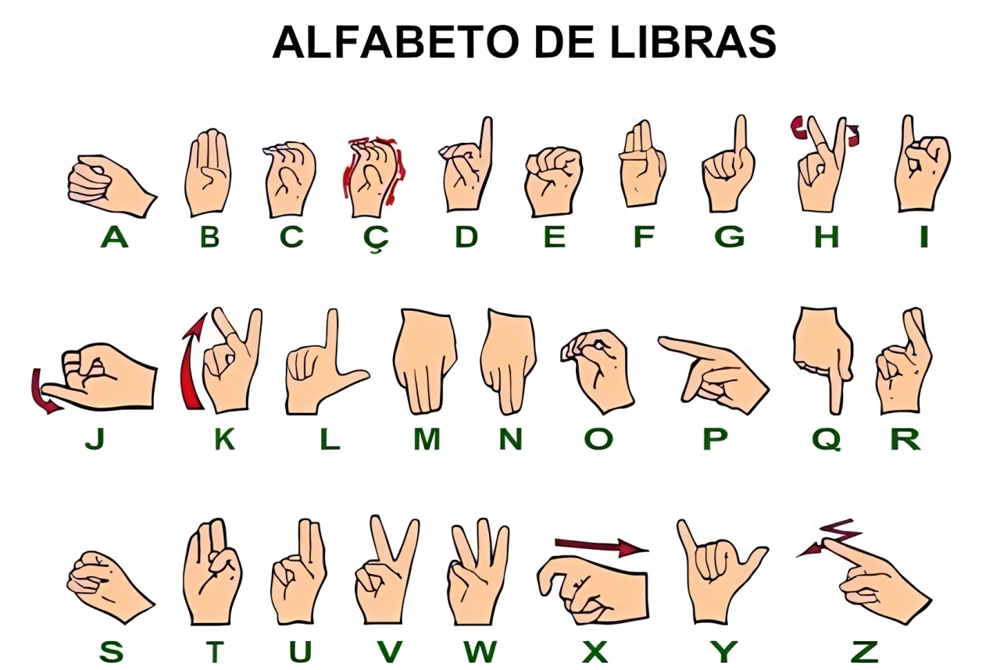 ALFABETO DE LIBRAS
A B C Ç D E F G H I
J K L M N O P Q R
S T U V W X Y Z